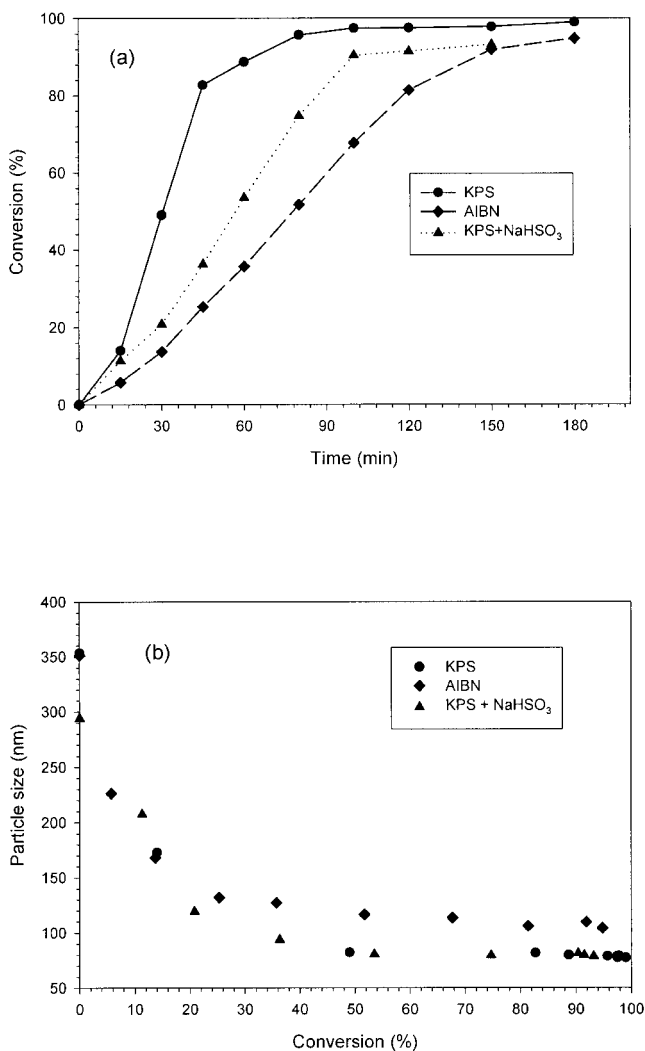 100
(a)
80
60
40
20
0
Conversion (%)
KPS
AIBN
KPS+NaHSO₃
0 30 60 90 120 150 180
Time (min)
400
350
300
250
200
150
100
50
Particle size (nm)
(b)
KPS
AIBN
KPS + NaHSO₃
0 10 20 30 40 50 60 70 80 90 100
Conversion (%)